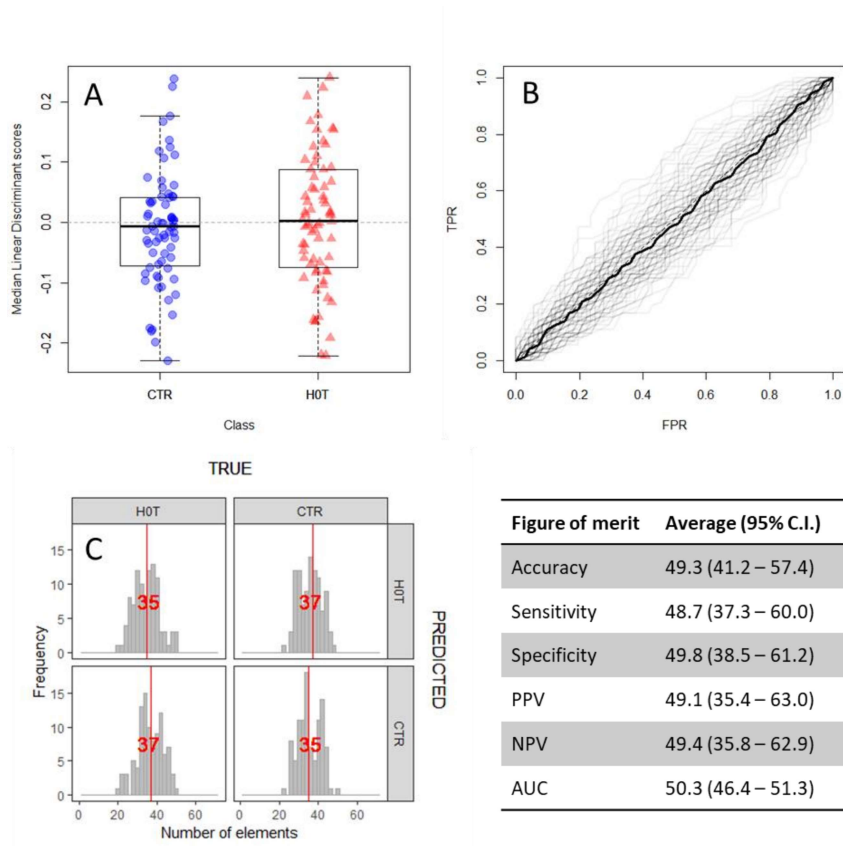 A
0.2
0.1
0.0
-0.1
-0.2
Median Linear Discriminant scores
CTR
H0T
Class
B
1.0
0.8
0.6
0.4
0.2
0.0
TPR
0.0
0.2
0.4
0.6
0.8
1.0
FPR
TRUE
H0T
CTR
C
15
10
5
0
35
37
H0T
15
10
5
0
37
35
CTR
Frequency
PREDICTED
0
20
40
60
0
20
40
60
Number of elements
Figure of merit Average (95% C.I.)
Accuracy 49.3 (41.2 – 57.4)
Sensitivity 48.7 (37.3 – 60.0)
Specificity 49.8 (38.5 – 61.2)
PPV 49.1 (35.4 – 63.0)
NPV 49.4 (35.8 – 62.9)
AUC 50.3 (46.4 – 51.3)